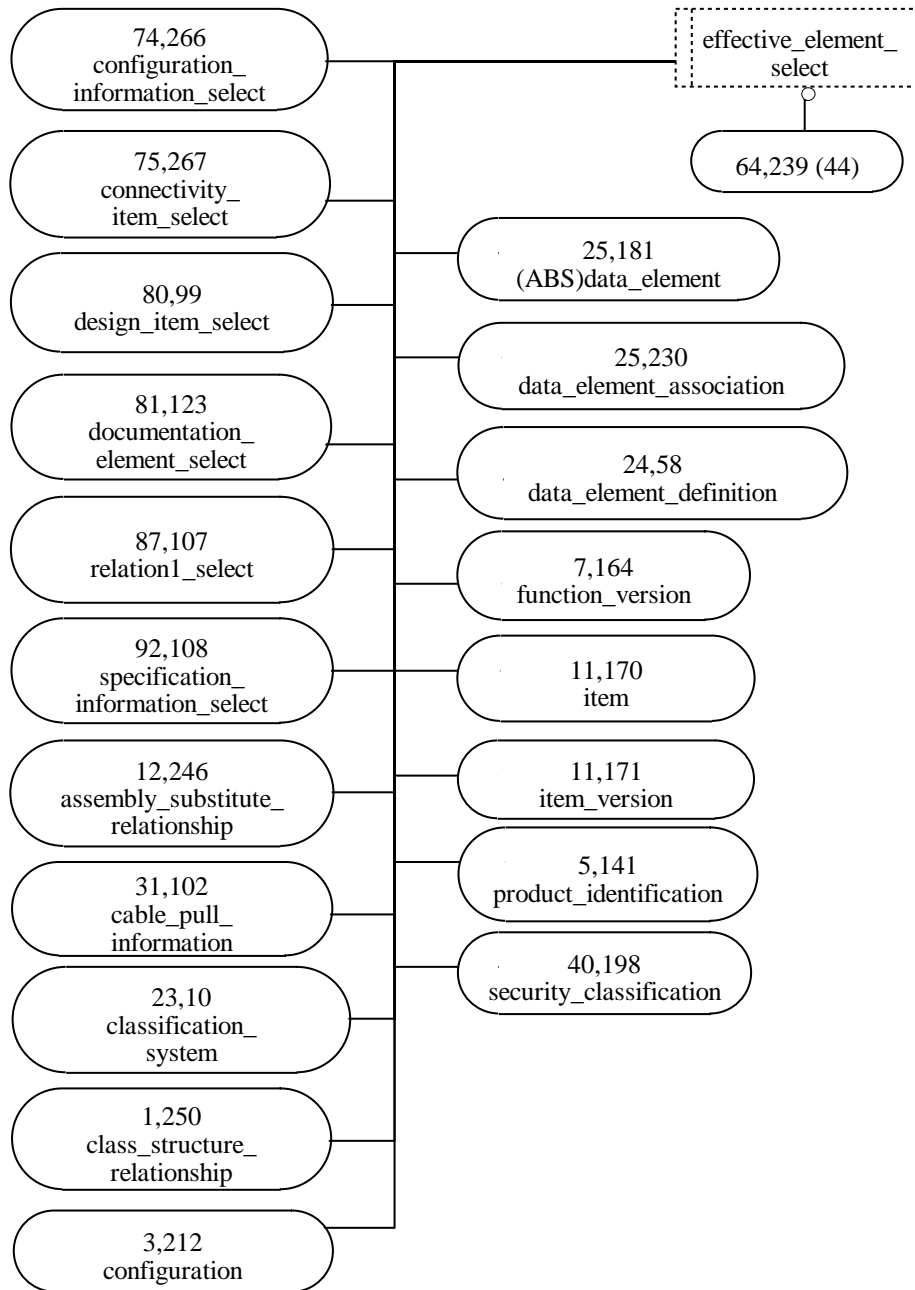 74,266
configuration_
information_select
effective_element_
select
64,239 (44)
75,267
connectivity_
item_select
25,181
(ABS)data_element
80,99
design_item_select
25,230
data_element_association
81,123
documentation_
element_select
24,58
data_element_definition
87,107
relation1_select
7,164
function_version
92,108
specification_
information_select
11,170
item
12,246
assembly_substitute_
relationship
11,171
item_version
31,102
cable_pull_
information
5,141
product_identification
23,10
classification_
system
40,198
security_classification
1,250
class_structure_
relationship
3,212
configuration